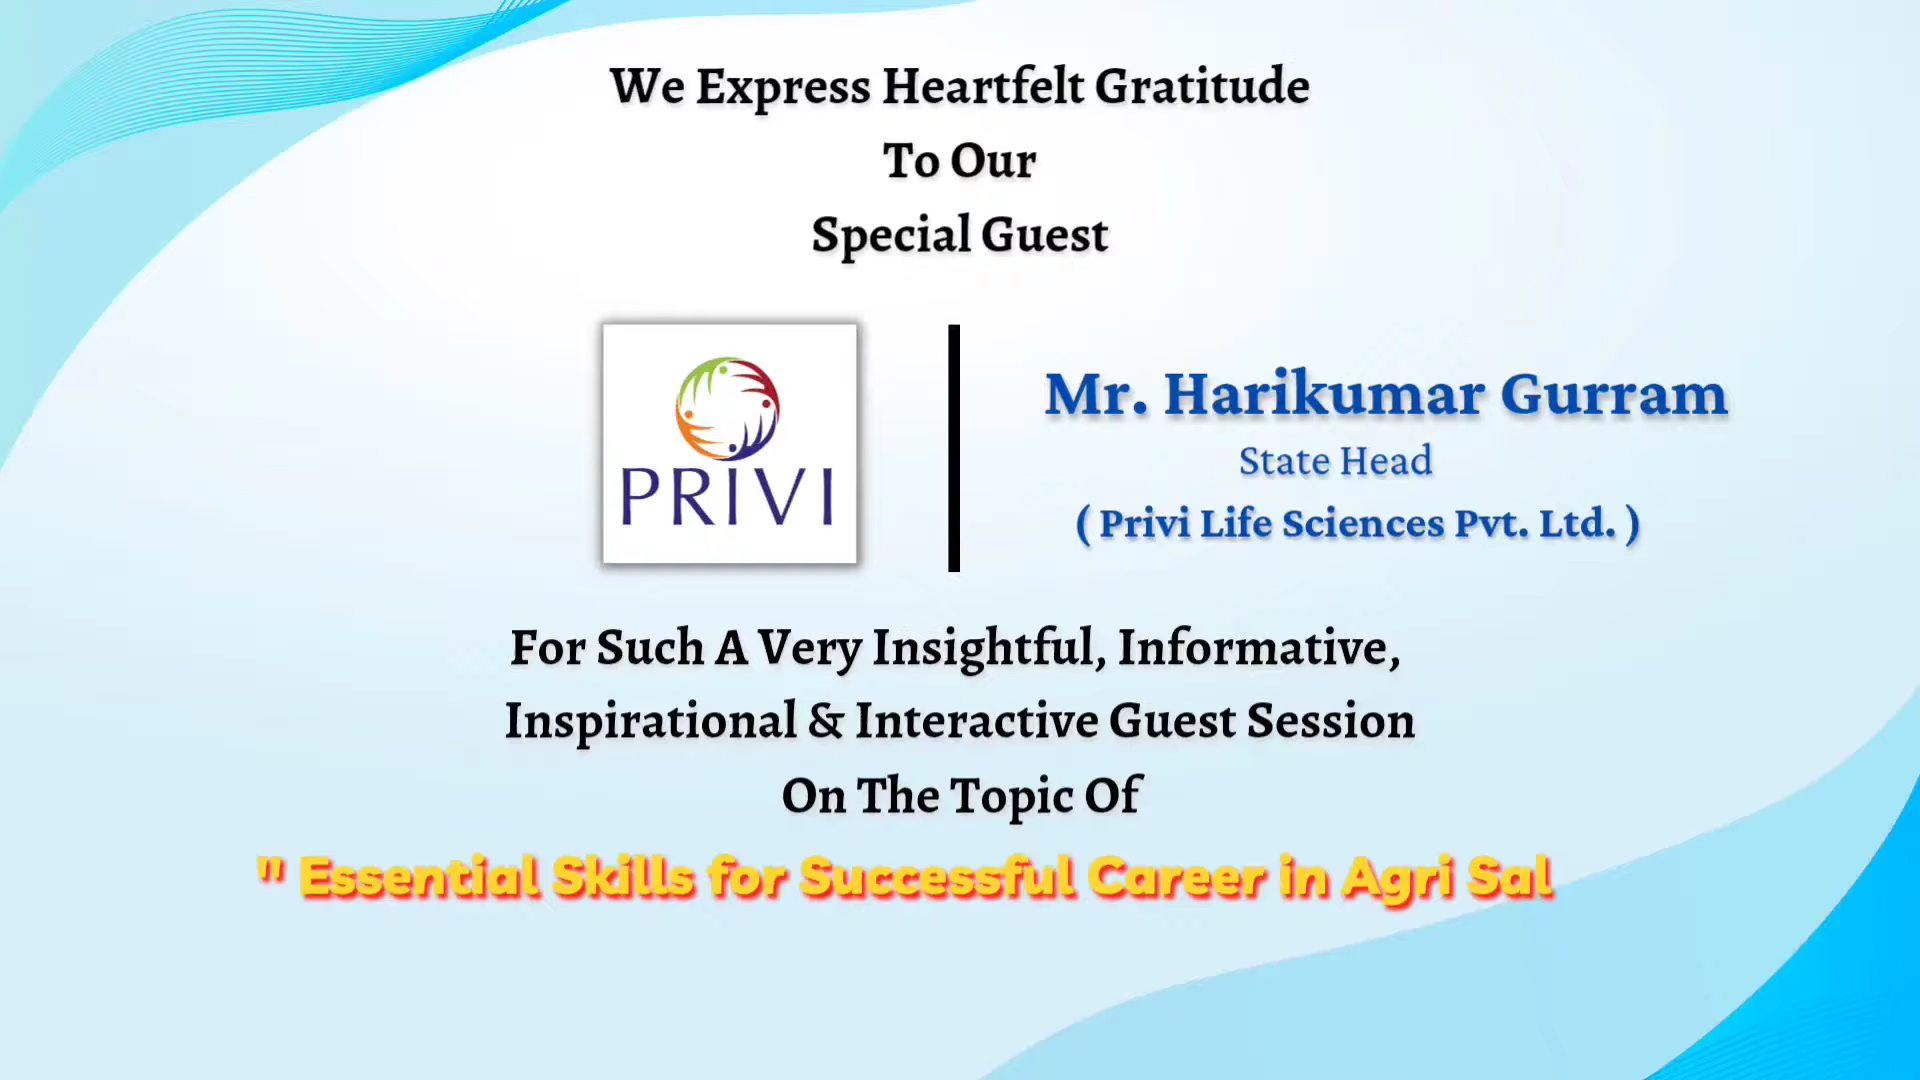 We Express Heartfelt Gratitude
To Our
Special Guest
PRIVI
Mr. Harikumar Gurram
State Head
( Privi Life Sciences Pvt. Ltd. )
For Such A Very Insightful, Informative,
Inspirational & Interactive Guest Session
On The Topic Of
" Essential Skills for Successful Career in Agri Sal